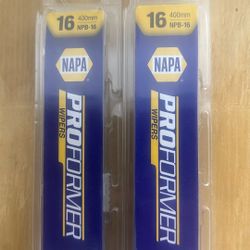 16 400mm NPB-16
NAPA
PROFORMER
WIPERS
16 400mm NPB-16
NAPA
PROFORMER
WIPERS